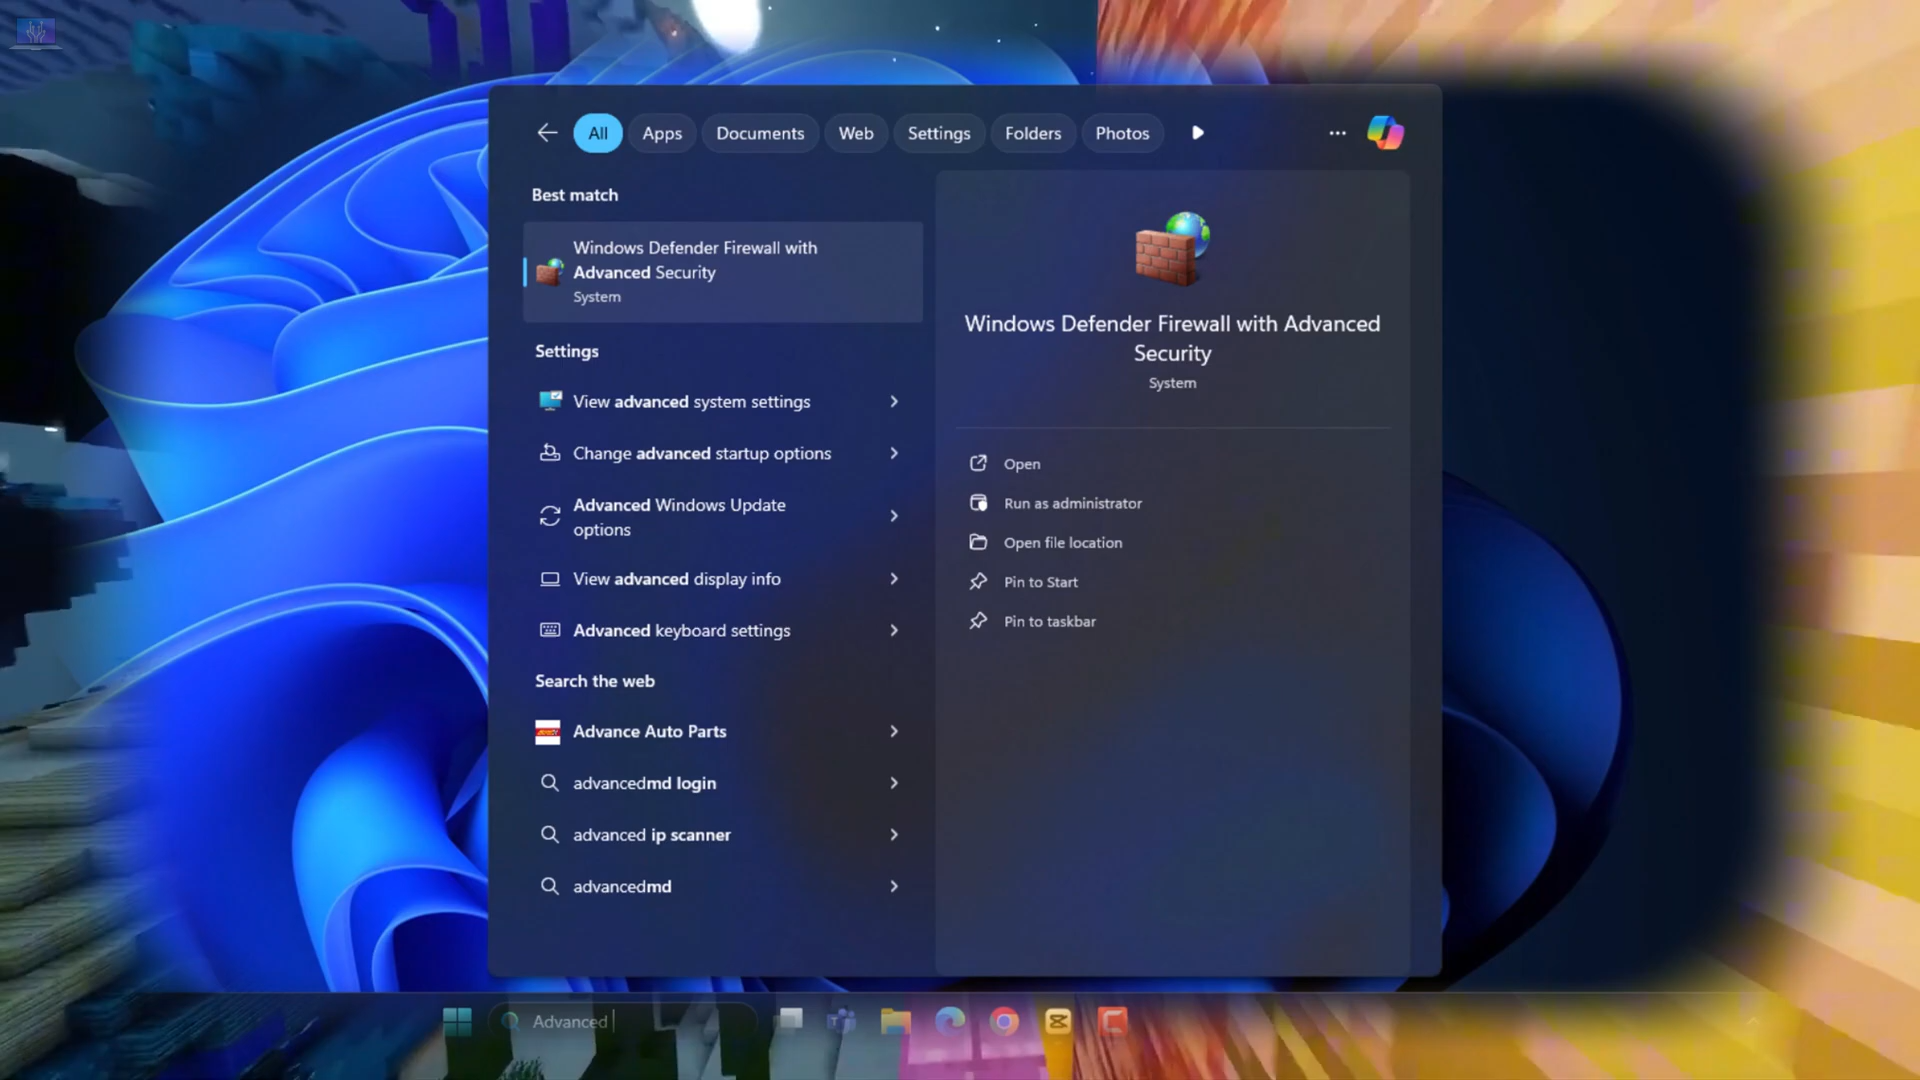 All
Apps
Documents
Web
Settings
Folders
Photos
Best match
Windows Defender Firewall with
Advanced Security
System
Settings
View advanced system settings
Change advanced startup options
Advanced Windows Update
options
View advanced display info
Advanced keyboard settings
Search the web
Advance Auto Parts
advancedmd login
advanced ip scanner
advancedmd
Windows Defender Firewall with Advanced
Security
System
Open
Run as administrator
Open file location
Pin to Start
Pin to taskbar
Advanced